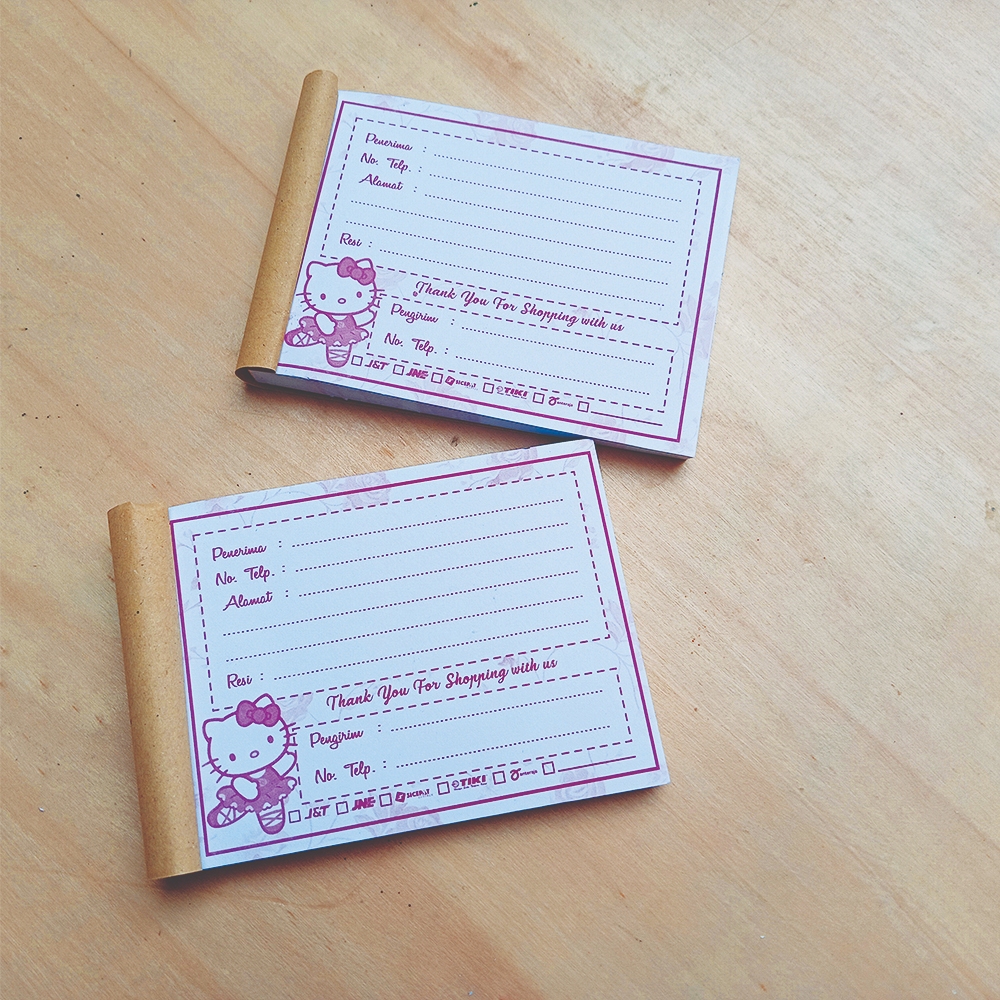 Penerima :
No. Telp. :
Alamat :
Resi :
Thank You For Shopping with us
Pengirim :
No. Telp. :
J&T JNE SICEPAT TIKI
Penerima :
No. Telp. :
Alamat :
Resi :
Thank You For Shopping with us
Pengirim :
No. Telp. :
J&T JNE SICEPAT TIKI